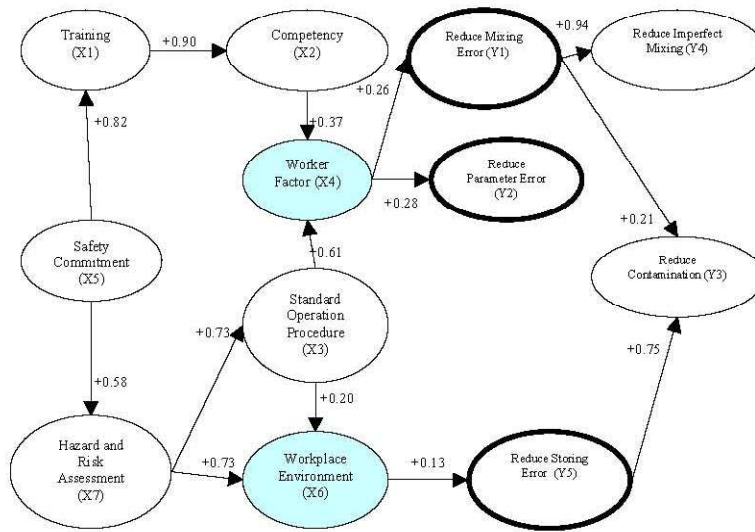 Training
(X1)
+0.90
Competency
(X2)
Reduce Mixing
Error (Y1)
+0.94
Reduce Imperfect
Mixing (Y4)
+0.82
+0.37
+0.26
Worker
Factor (X4)
+0.28
Reduce
Parameter Error
(Y2)
+0.21
Safety
Commitment
(X5)
+0.61
Reduce
Contamination (Y3)
Standard
Operation
Procedure
(X3)
+0.73
+0.58
+0.20
+0.75
Hazard and
Risk
Assessment
(X7)
+0.73
Workplace
Environment
(X6)
+0.13
Reduce Storing
Error (Y5)